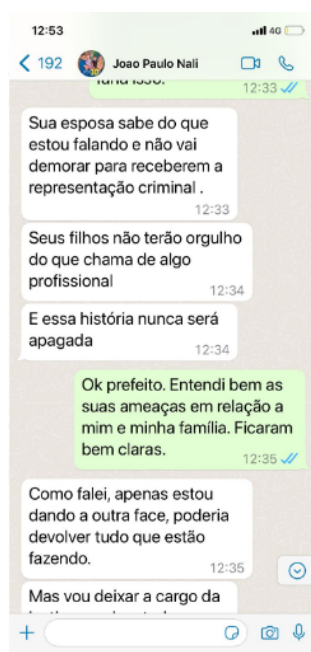 12:53
4G
192
Joao Paulo Nali
12:33
Sua esposa sabe do que
estou falando e não vai
demorar para receberem a
representação criminal .
12:33
Seus filhos não terão orgulho
do que chama de algo
profissional
12:34
E essa história nunca será
apagada
12:34
Ok prefeito. Entendi bem as
suas ameaças em relação a
mim e minha família. Ficaram
bem claras.
12:35
Como falei, apenas estou
dando a outra face, poderia
devolver tudo que estão
fazendo.
12:35
Mas vou deixar a cargo da